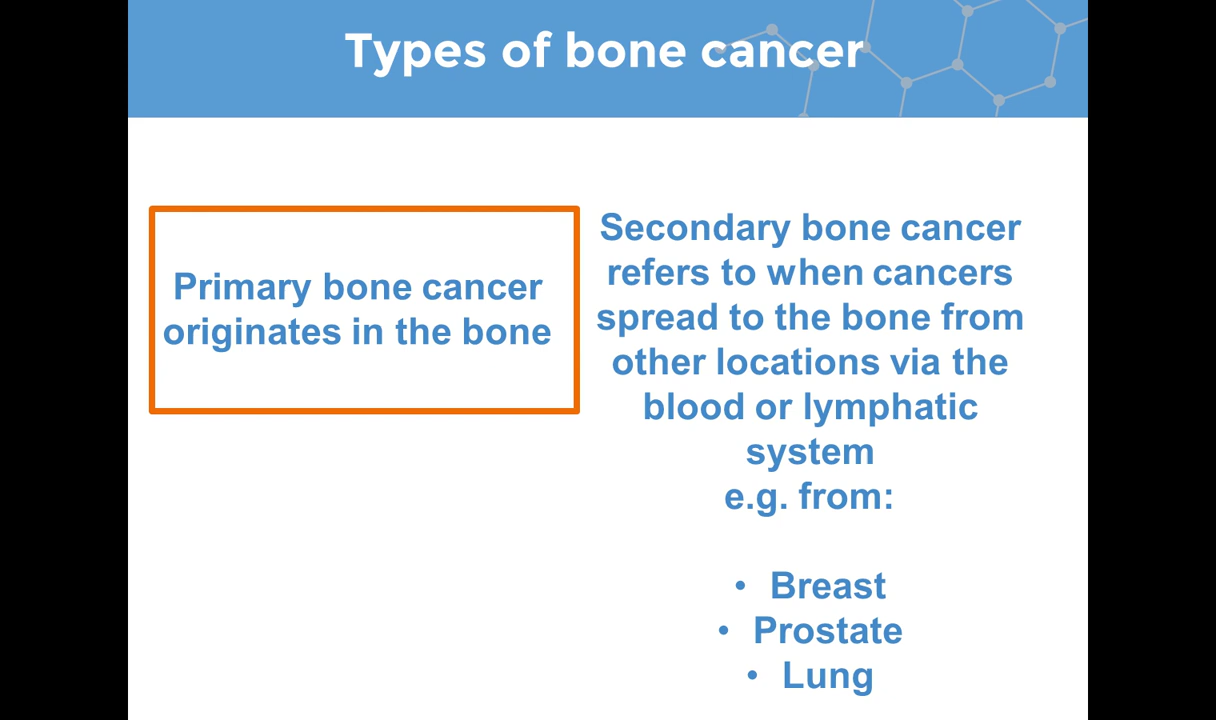 Types of bone cancer
Primary bone cancer
originates in the bone
Secondary bone cancer
refers to when cancers
spread to the bone from
other locations via the
blood or lymphatic
system
e.g. from:
• Breast
• Prostate
• Lung